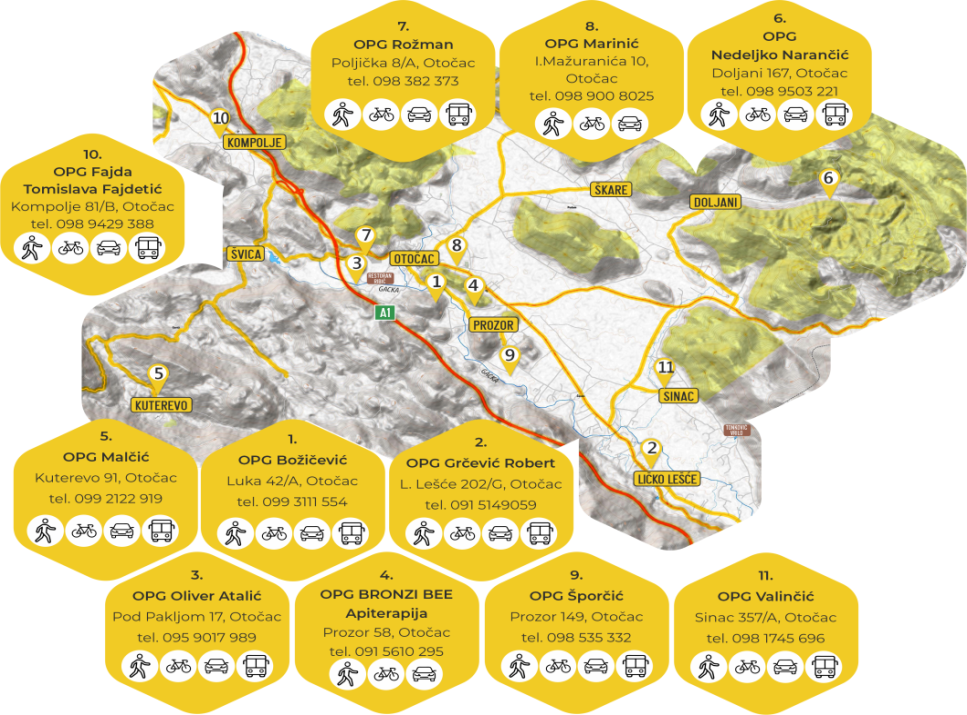 7.
OPG Rožman
Poljička 8/A, Otočac
tel. 098 382 373
8.
OPG Marinić
I.Mažuranića 10,
Otočac
tel. 098 900 8025
6.
OPG
Nedeljko Narančić
Doljani 167, Otočac
tel. 098 9503 221
10.
OPG Fajda
Tomislava Fajdetić
Kompolje 81/B, Otočac
tel. 098 9429 388
10
KOMPOLJE
ŠKARE
DOLJANI
6
ŠVICA
7
3
OTOČAC
8
GACKA
1
4
A1
PROZOR
9
GACKA
5
KUTEREVO
11
SINAC
2
LIČKO LEŠĆE
5.
OPG Malčić
Kuterevo 91, Otočac
tel. 099 2122 919
1.
OPG Božičević
Luka 42/A, Otočac
tel. 099 3111 554
2.
OPG Grčević Robert
L. Lešće 202/G, Otočac
tel. 091 5149059
3.
OPG Oliver Atalić
Pod Pakljom 17, Otočac
tel. 095 9017 989
4.
OPG BRONZI BEE
Apiterapija
Prozor 58, Otočac
tel. 091 5610 295
9.
OPG Šporčić
Prozor 149, Otočac
tel. 098 535 332
11.
OPG Valinčić
Sinac 357/A, Otočac
tel. 098 1745 696